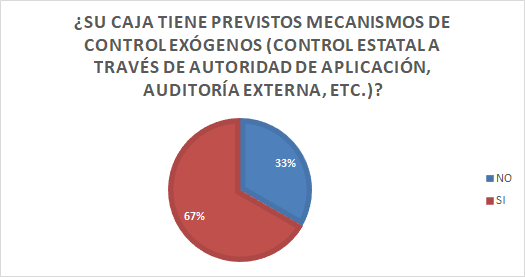 ¿SU CAJA TIENE PREVISTOS MECANISMOS DE
CONTROL EXÓGENOS (CONTROL ESTATAL A
TRAVÉS DE AUTORIDAD DE APLICACIÓN,
AUDITORÍA EXTERNA, ETC.)?
33%
67%
NO
SI